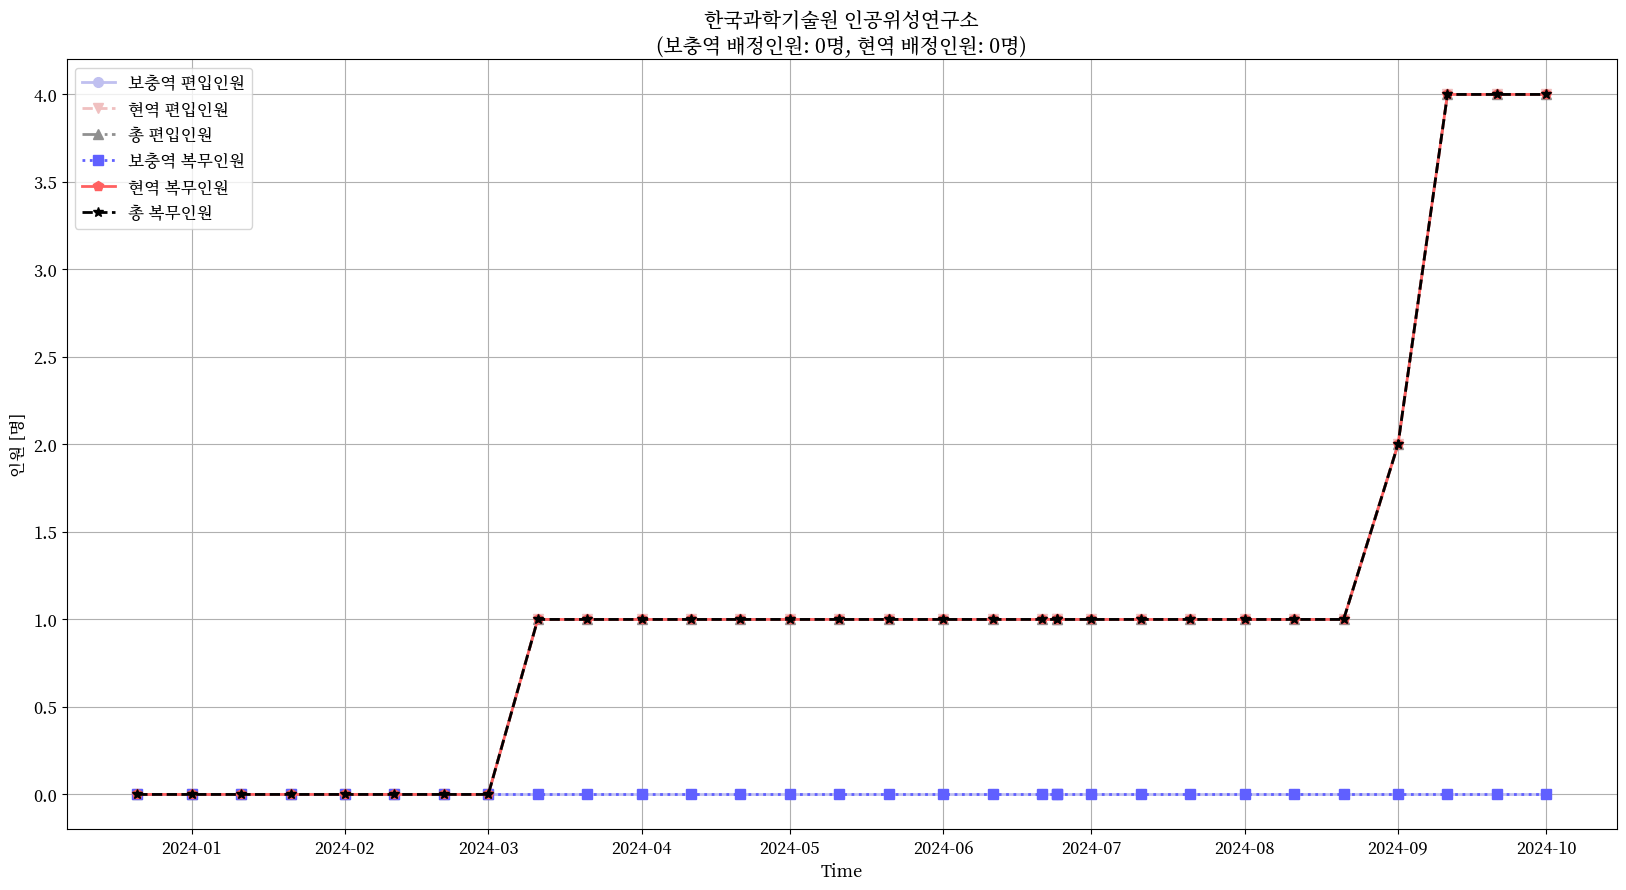 한국과학기술원 인공위성연구소
(보충역 배정인원: 0명, 현역 배정인원: 0명)
보충역 편입인원
현역 편입인원
총 편입인원
보충역 복무인원
현역 복무인원
총 복무인원
4.0
3.5
3.0
2.5
2.0
1.5
1.0
0.5
0.0
인원 [명]
2024-01 2024-02 2024-03 2024-04 2024-05 2024-06 2024-07 2024-08 2024-09 2024-10
Time